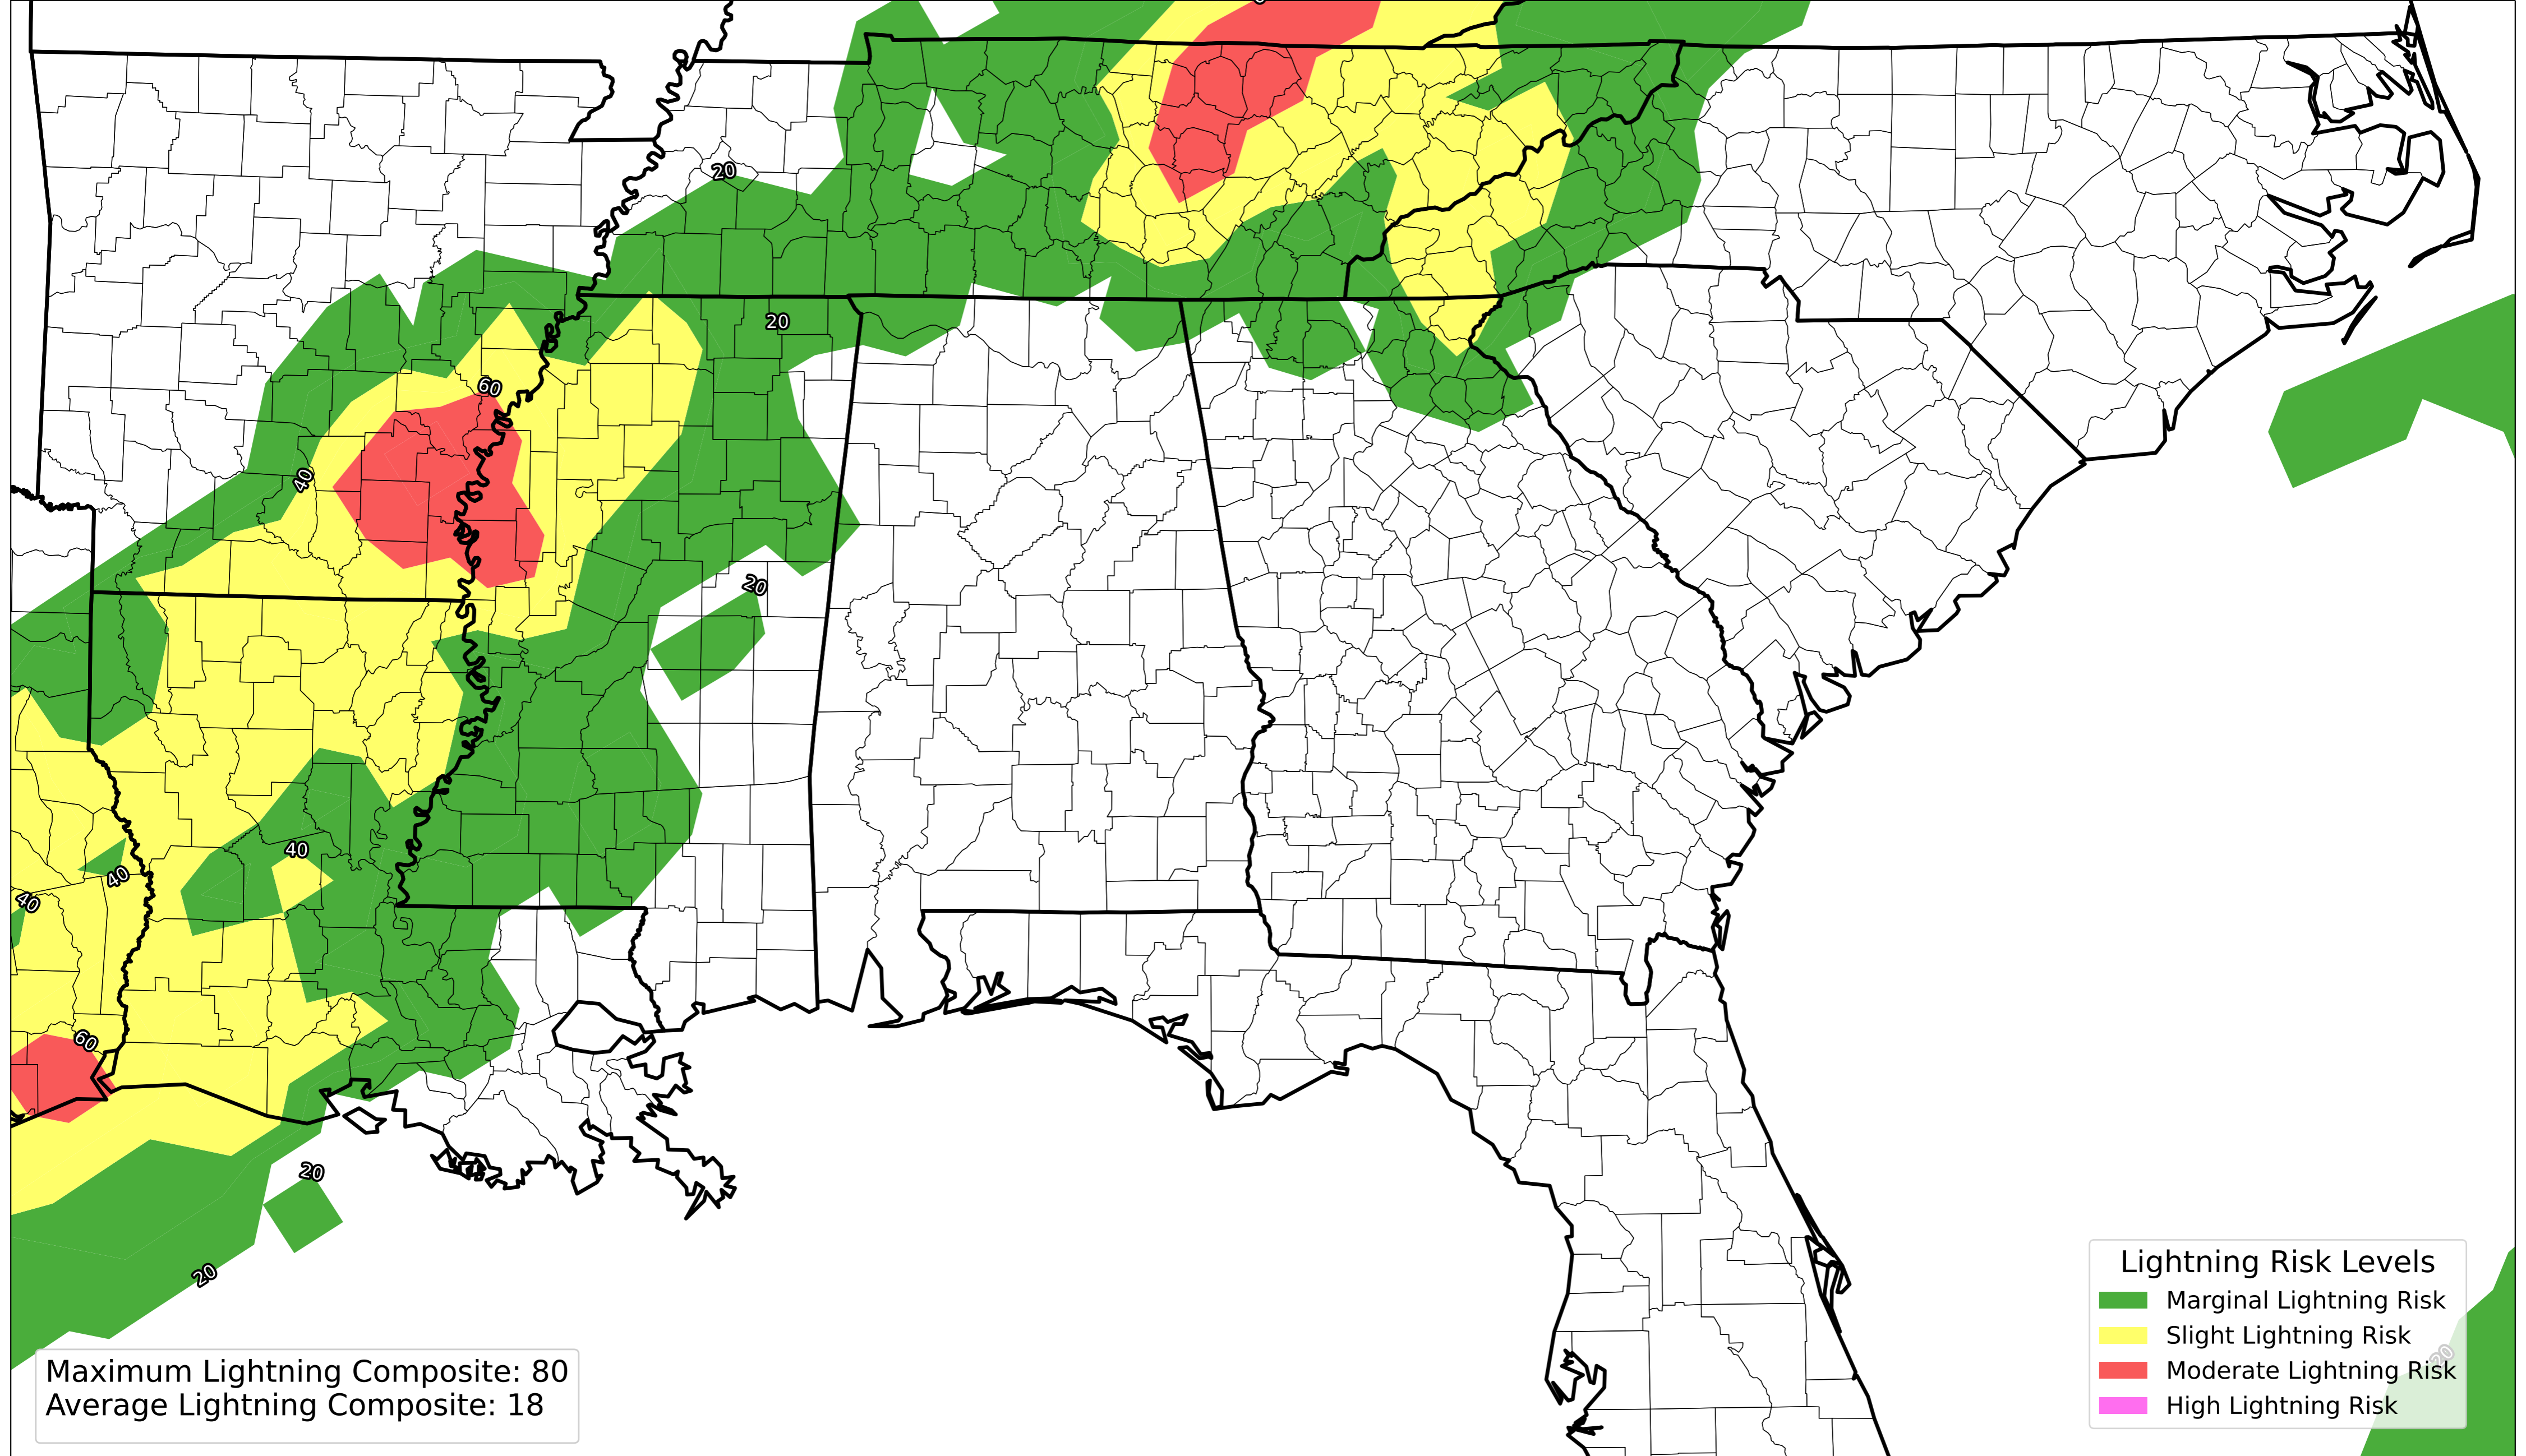 20
20
60
40
20
40
40
40
60
20
20
Lightning Risk Levels
Marginal Lightning Risk
Slight Lightning Risk
Moderate Lightning Risk
High Lightning Risk
20
Maximum Lightning Composite: 80
Average Lightning Composite: 18